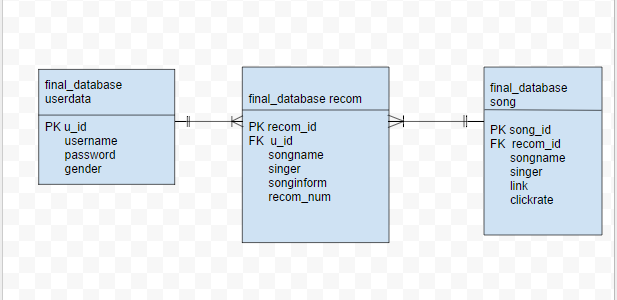 final_database
userdata
PK u_id
username
password
gender
final_database recom
PK recom_id
FK u_id
songname
singer
songinform
recom_num
final_database
song
PK song_id
FK recom_id
songname
singer
link
clickrate